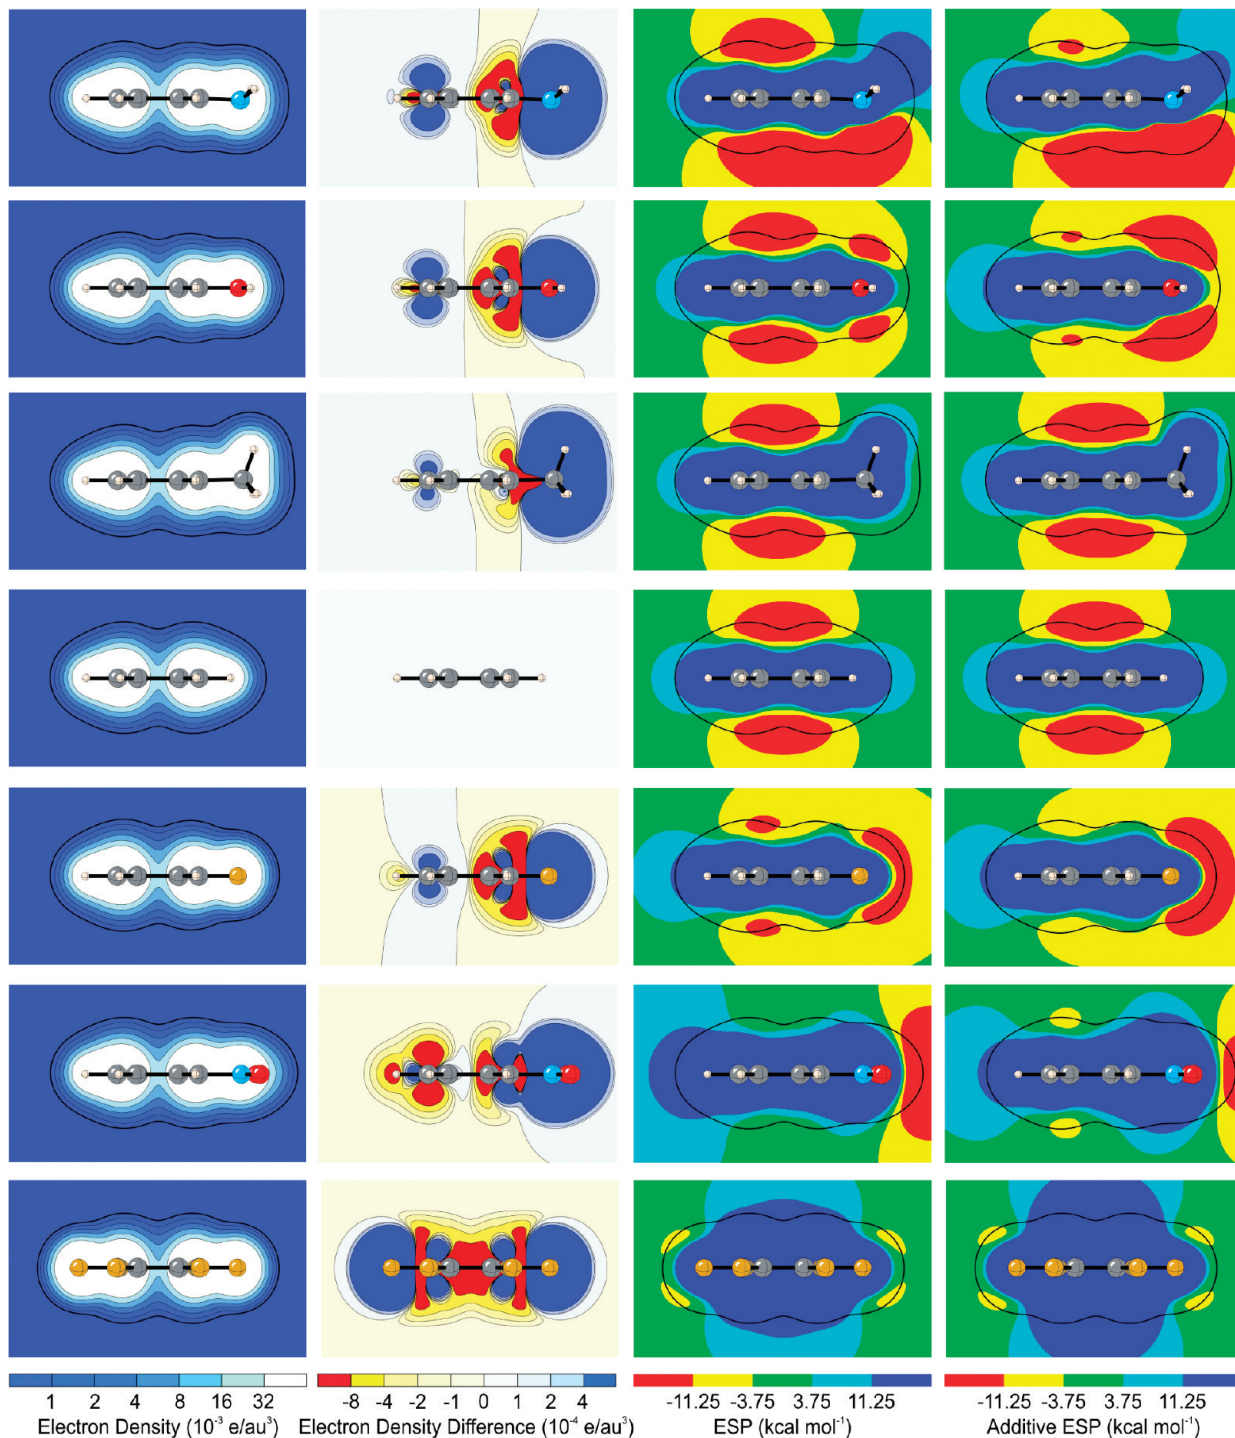 1 2 4 8 16 32
Electron Density (10⁻³ e/au³)
-8 -4 -2 -1 0 1 2 4
Electron Density Difference (10⁻⁴ e/au³)
-11.25 -3.75 3.75 11.25
ESP (kcal mol⁻¹)
-11.25 -3.75 3.75 11.25
Additive ESP (kcal mol⁻¹)